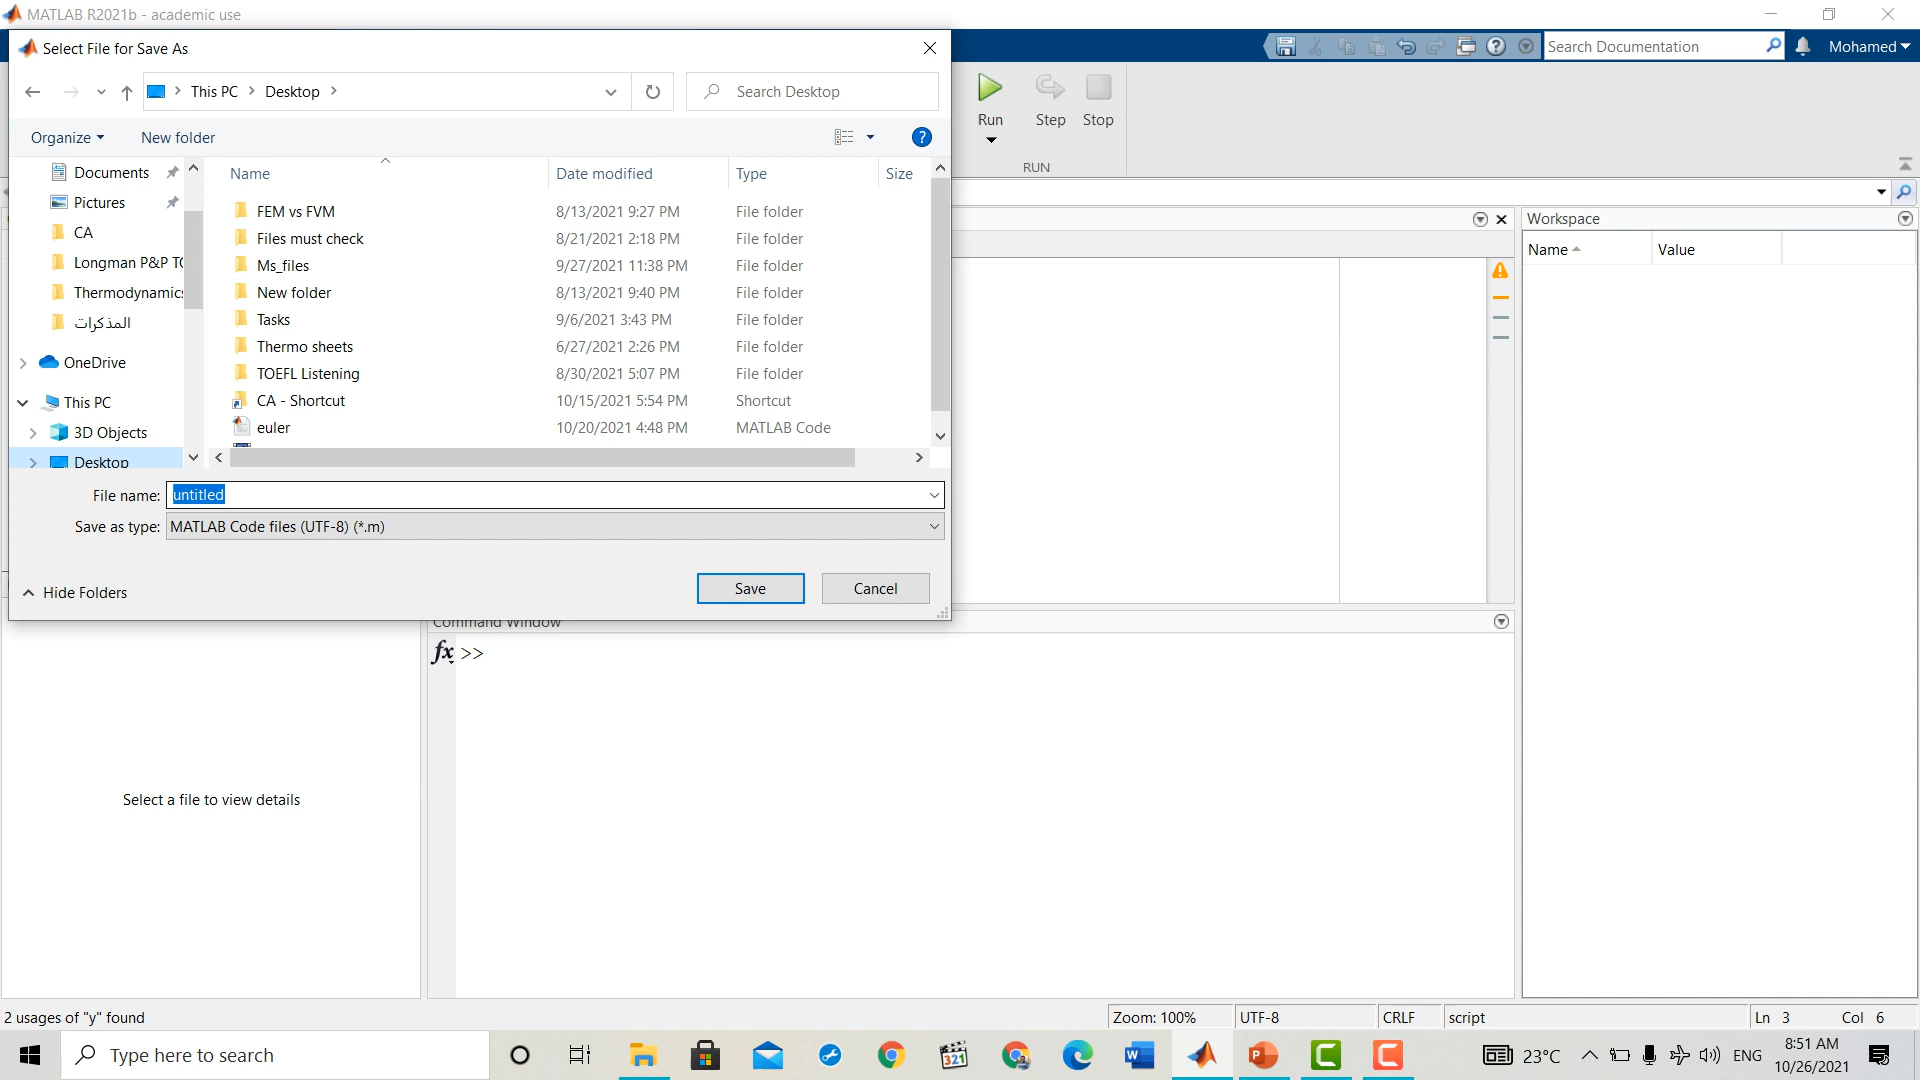 MATLAB R2021b - academic use
Select File for Save As
This PC > Desktop >
Search Desktop
Organize
New folder
Documents
Pictures
CA
Longman P&P TO
Thermodynamics
المذكرات
OneDrive
This PC
3D Objects
Desktop
Name Date modified Type Size
FEM vs FVM 8/13/2021 9:27 PM File folder
Files must check 8/21/2021 2:18 PM File folder
Ms_files 9/27/2021 11:38 PM File folder
New folder 8/13/2021 9:40 PM File folder
Tasks 9/6/2021 3:43 PM File folder
Thermo sheets 6/27/2021 2:26 PM File folder
TOEFL Listening 8/30/2021 5:07 PM File folder
CA - Shortcut 10/15/2021 5:54 PM Shortcut
euler 10/20/2021 4:48 PM MATLAB Code
File name: untitled
Save as type: MATLAB Code files (UTF-8) (*.m)
Hide Folders
Save Cancel
Search Documentation
Mohamed
Run Step Stop
RUN
Workspace
Name Value
Command Window
fx >>
Select a file to view details
2 usages of "y" found
Zoom: 100% UTF-8 CRLF script Ln 3 Col 6
Type here to search
321
23°C
ENG
8:51 AM
10/26/2021